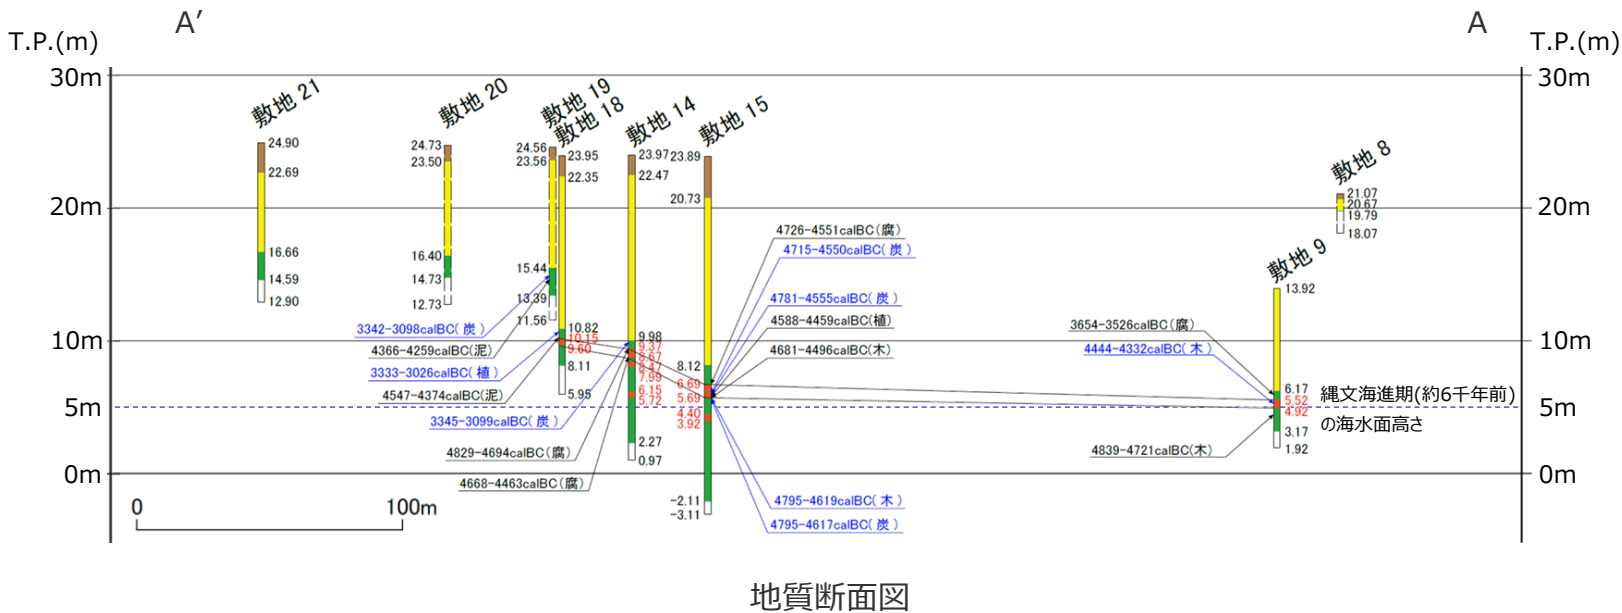 A′
A
T.P.(m)
T.P.(m)
30m
30m
20m
20m
10m
10m
5m
5m
0m
0m
敷地 21
24.90
22.69
16.66
14.59
12.90
敷地 20
24.73
23.50
16.40
14.73
12.73
敷地 19
24.56
23.56
15.44
13.39
11.56
敷地 18
23.95
22.35
10.82
10.15
9.60
8.11
5.95
敷地 14
23.97
22.47
9.98
9.37
8.67
8.47
7.99
6.15
5.72
2.27
0.97
敷地 15
23.89
20.73
8.12
6.69
5.69
4.40
3.92
-2.11
-3.11
敷地 8
21.07
20.67
19.79
18.07
敷地 9
13.92
6.17
5.52
4.92
3.17
1.92
3342-3098calBC( 炭 )
4366-4259calBC(泥)
3333-3026calBC( 植 )
4547-4374calBC(泥)
3345-3099calBC( 炭 )
4829-4694calBC(腐)
4668-4463calBC(腐)
4726-4551calBC(腐)
4715-4550calBC( 炭 )
4781-4555calBC( 炭 )
4588-4459calBC(植)
4681-4496calBC(木)
4795-4619calBC( 木 )
4795-4617calBC( 炭 )
3654-3526calBC(腐)
4444-4332calBC( 木 )
4839-4721calBC(木)
縄文海進期(約6千年前)
の海水面高さ
0
100m
地質断面図